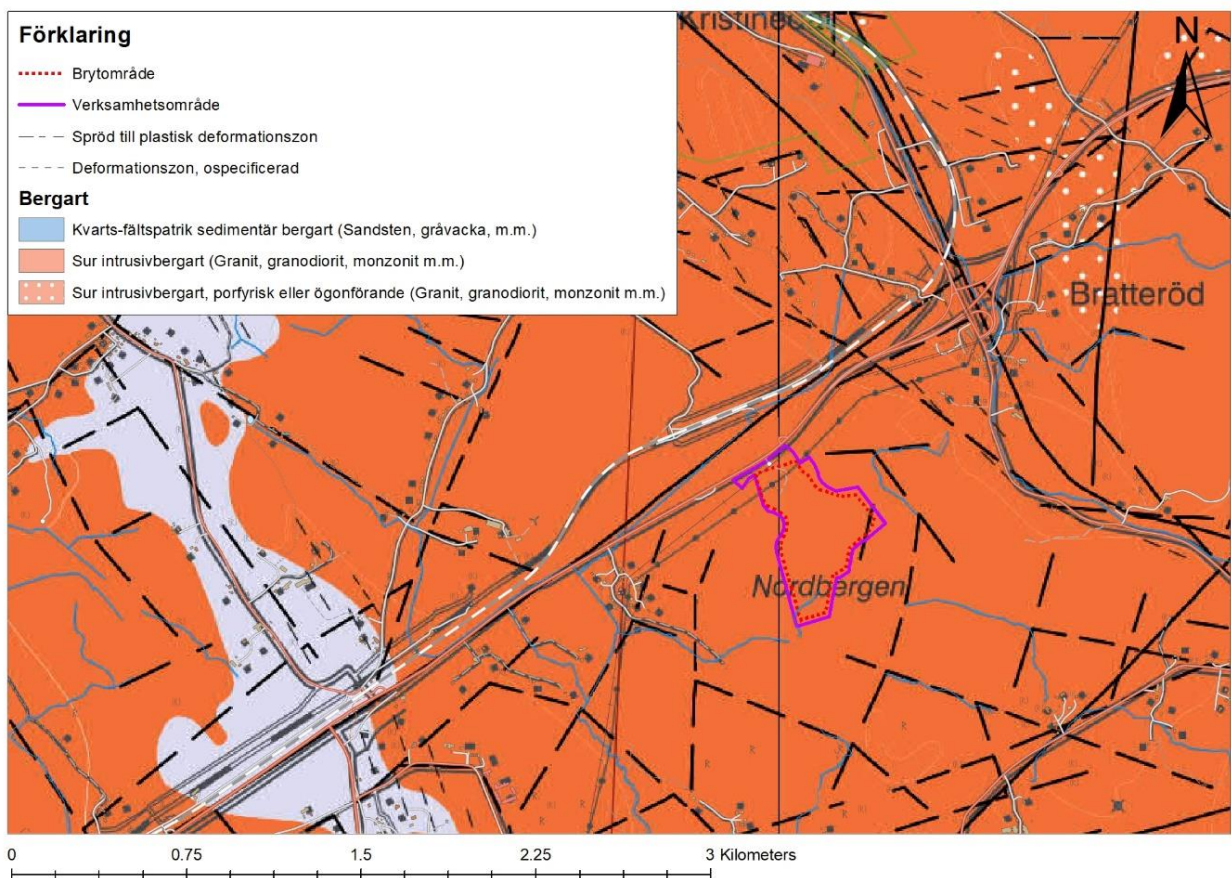 Förklaring
Brytområde
Verksamhetsområde
Spröd till plastisk deformationszon
Deformationszon, ospecificerad
Bergart
Kvarts-fältspatrik sedimentär bergart (Sandsten, gråvacka, m.m.)
Sur intrusivbergart (Granit, granodiorit, monzonit m.m.)
Sur intrusivbergart, porfyrisk eller ögonförande (Granit, granodiorit, monzonit m.m.)
N
Bratteröd
Nordbergen
0 0.75 1.5 2.25 3 Kilometers